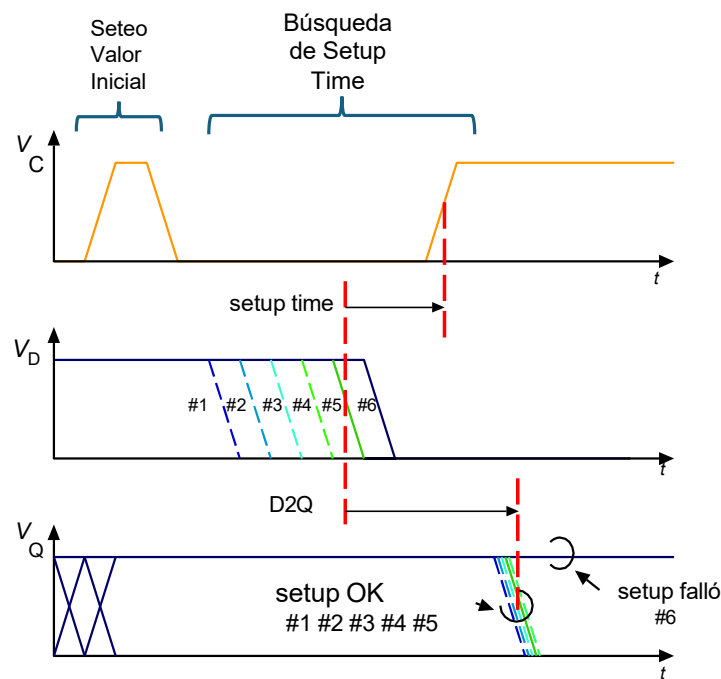 Seteo
Valor
Inicial
Búsqueda
de Setup
Time
V
C
t
setup time
V
D
#1
#2
#3
#4
#5
#6
t
D2Q
V
Q
setup OK
#1 #2 #3 #4 #5
setup falló
#6
t